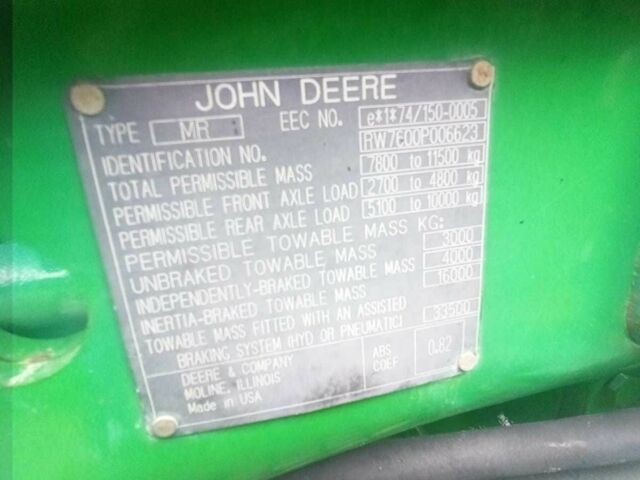 JOHN DEERE
TYPE MR EEC NO. e*1*74/150-0005
IDENTIFICATION NO. RW7600P006623
TOTAL PERMISSIBLE MASS 7800 to 11500 kg
PERMISSIBLE FRONT AXLE LOAD 2700 to 4800 kg
PERMISSIBLE REAR AXLE LOAD 5100 to 10000 kg
PERMISSIBLE TOWABLE MASS KG:
UNBRAKED TOWABLE MASS 3000
INDEPENDENTLY-BRAKED TOWABLE MASS 4000
INERTIA-BRAKED TOWABLE MASS 16000
TOWABLE MASS FITTED WITH AN ASSISTED
BRAKING SYSTEM (HYD OR PNEUMATIC) 33500
DEERE & COMPANY
MOLINE, ILLINOIS
Made in USA
ABS
COEF
0.82